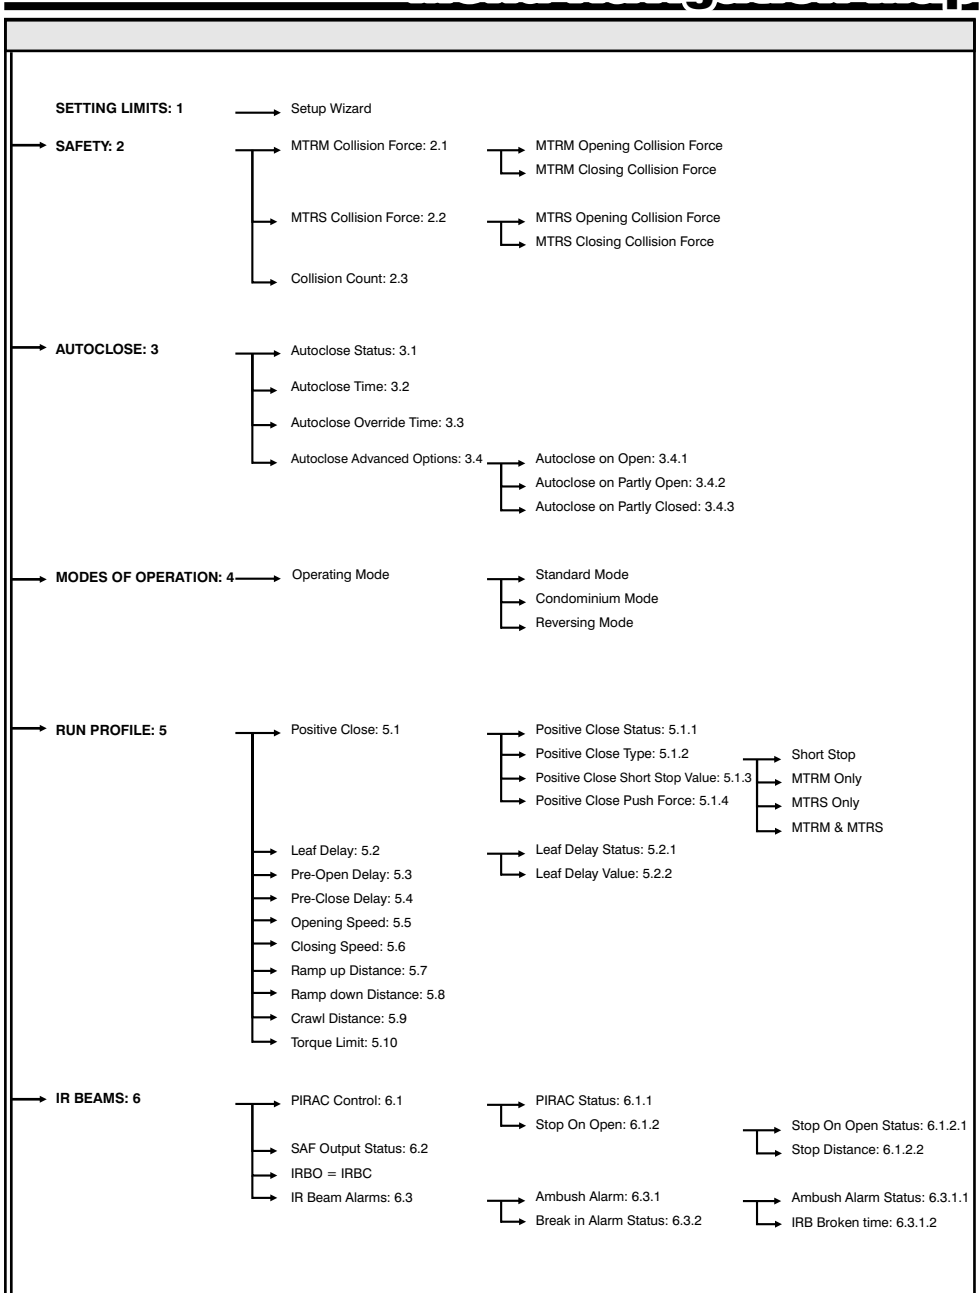 SETTING LIMITS: 1 Setup Wizard
SAFETY: 2 MTRM Collision Force: 2.1 MTRM Opening Collision Force
MTRM Closing Collision Force
MTRS Collision Force: 2.2 MTRS Opening Collision Force
MTRS Closing Collision Force
Collision Count: 2.3
AUTOCLOSE: 3 Autoclose Status: 3.1
Autoclose Time: 3.2
Autoclose Override Time: 3.3
Autoclose Advanced Options: 3.4 Autoclose on Open: 3.4.1
Autoclose on Partly Open: 3.4.2
Autoclose on Partly Closed: 3.4.3
MODES OF OPERATION: 4 Operating Mode Standard Mode
Condominium Mode
Reversing Mode
RUN PROFILE: 5 Positive Close: 5.1 Positive Close Status: 5.1.1
Positive Close Type: 5.1.2 Short Stop
Positive Close Short Stop Value: 5.1.3 MTRM Only
Positive Close Push Force: 5.1.4 MTRS Only
MTRM & MTRS
Leaf Delay: 5.2 Leaf Delay Status: 5.2.1
Pre-Open Delay: 5.3 Leaf Delay Value: 5.2.2
Pre-Close Delay: 5.4
Opening Speed: 5.5
Closing Speed: 5.6
Ramp up Distance: 5.7
Ramp down Distance: 5.8
Crawl Distance: 5.9
Torque Limit: 5.10
IR BEAMS: 6 PIRAC Control: 6.1 PIRAC Status: 6.1.1
Stop On Open: 6.1.2 Stop On Open Status: 6.1.2.1
SAF Output Status: 6.2 Stop Distance: 6.1.2.2
IRBO = IRBC
IR Beam Alarms: 6.3 Ambush Alarm: 6.3.1 Ambush Alarm Status: 6.3.1.1
Break in Alarm Status: 6.3.2 IRB Broken time: 6.3.1.2